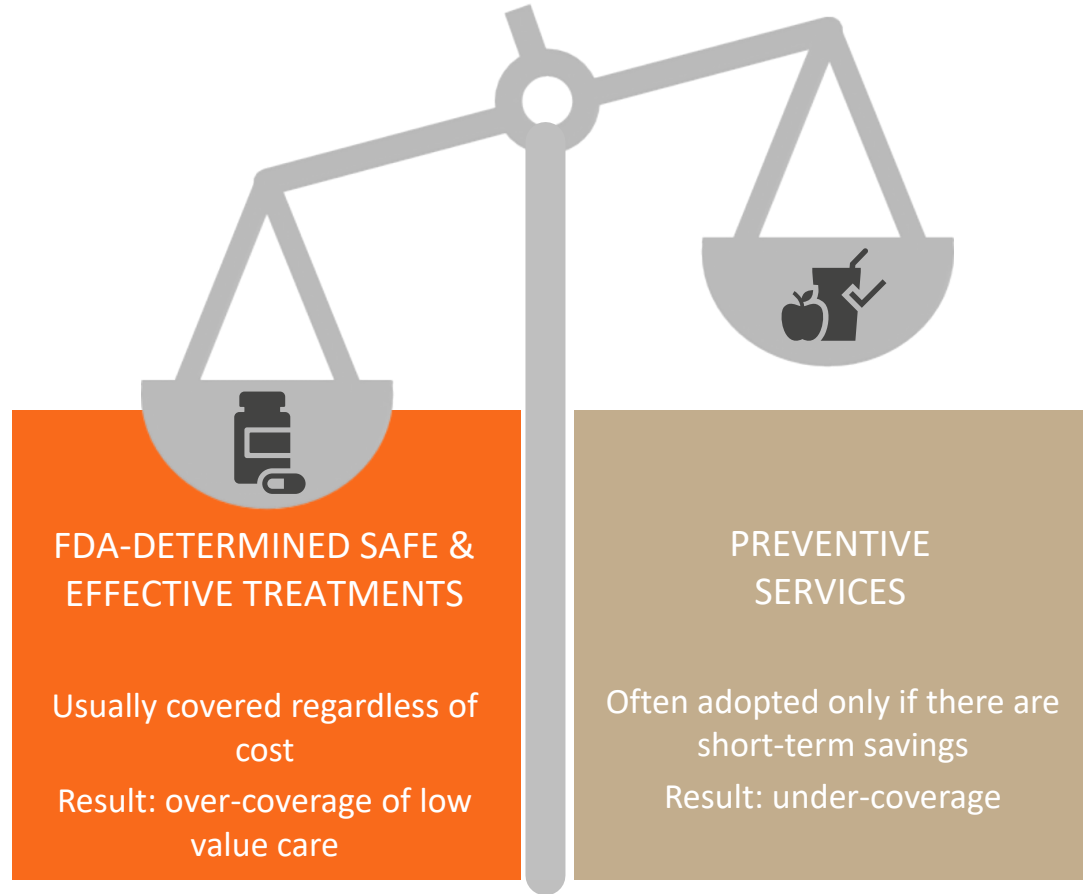 FDA-DETERMINED SAFE &
EFFECTIVE TREATMENTS
Usually covered regardless of
cost
Result: over-coverage of low
value care
PREVENTIVE
SERVICES
Often adopted only if there are
short-term savings
Result: under-coverage